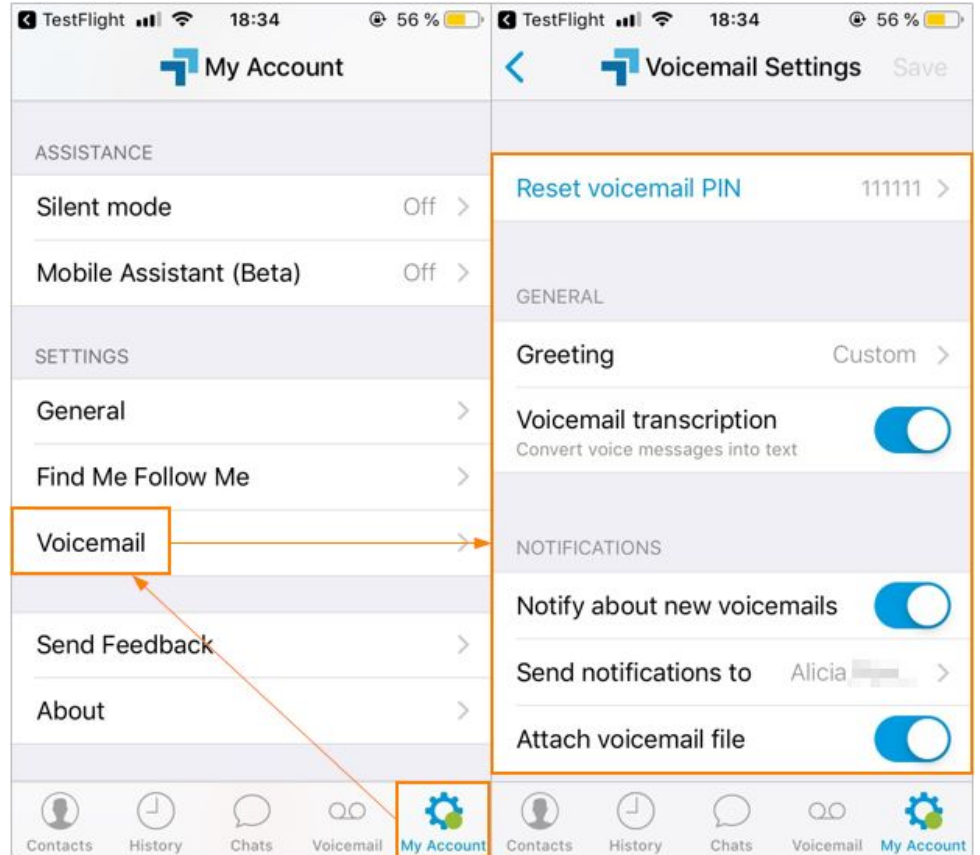 TestFlight 18:34 56 %
My Account
ASSISTANCE
Silent mode Off
Mobile Assistant (Beta) Off
SETTINGS
General
Find Me Follow Me
Voicemail
Send Feedback
About
Contacts History Chats Voicemail My Account
TestFlight 18:34 56 %
Voicemail Settings Save
Reset voicemail PIN 111111
GENERAL
Greeting Custom
Voicemail transcription
Convert voice messages into text
NOTIFICATIONS
Notify about new voicemails
Send notifications to Alicia
Attach voicemail file
Contacts History Chats Voicemail My Account